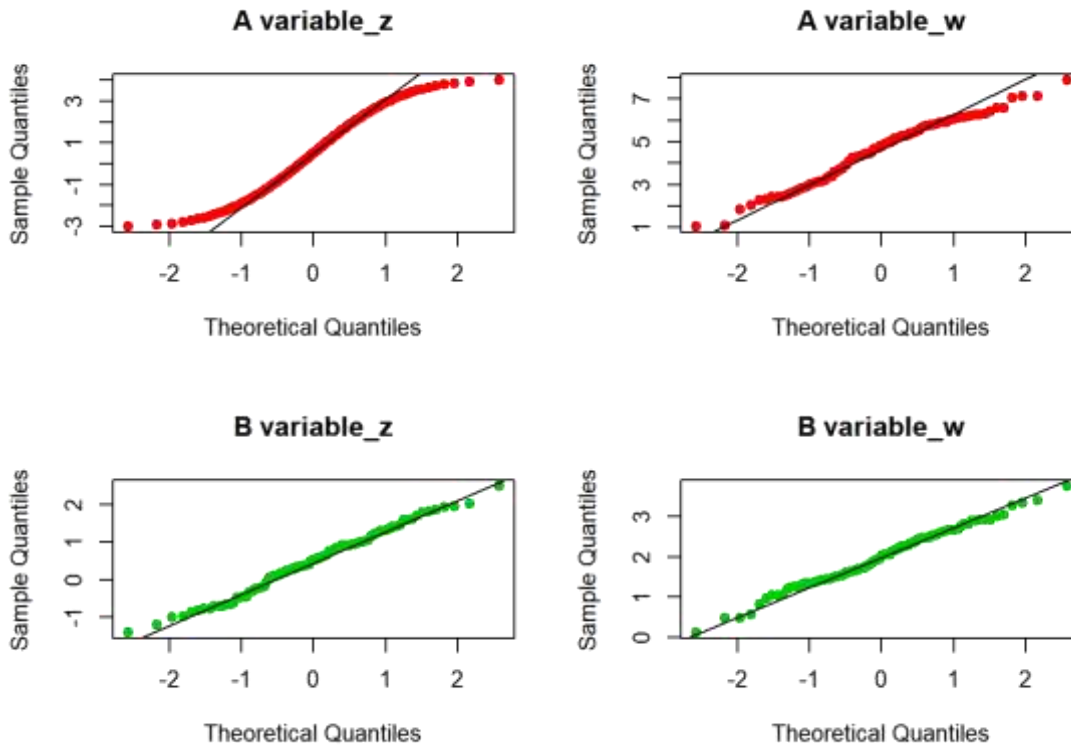 A variable_z
Sample Quantiles
3
1
-1
-3
-2 -1 0 1 2
Theoretical Quantiles
A variable_w
Sample Quantiles
7
5
3
1
-2 -1 0 1 2
Theoretical Quantiles
B variable_z
Sample Quantiles
2
1
0
-1
-2 -1 0 1 2
Theoretical Quantiles
B variable_w
Sample Quantiles
3
2
1
0
-2 -1 0 1 2
Theoretical Quantiles